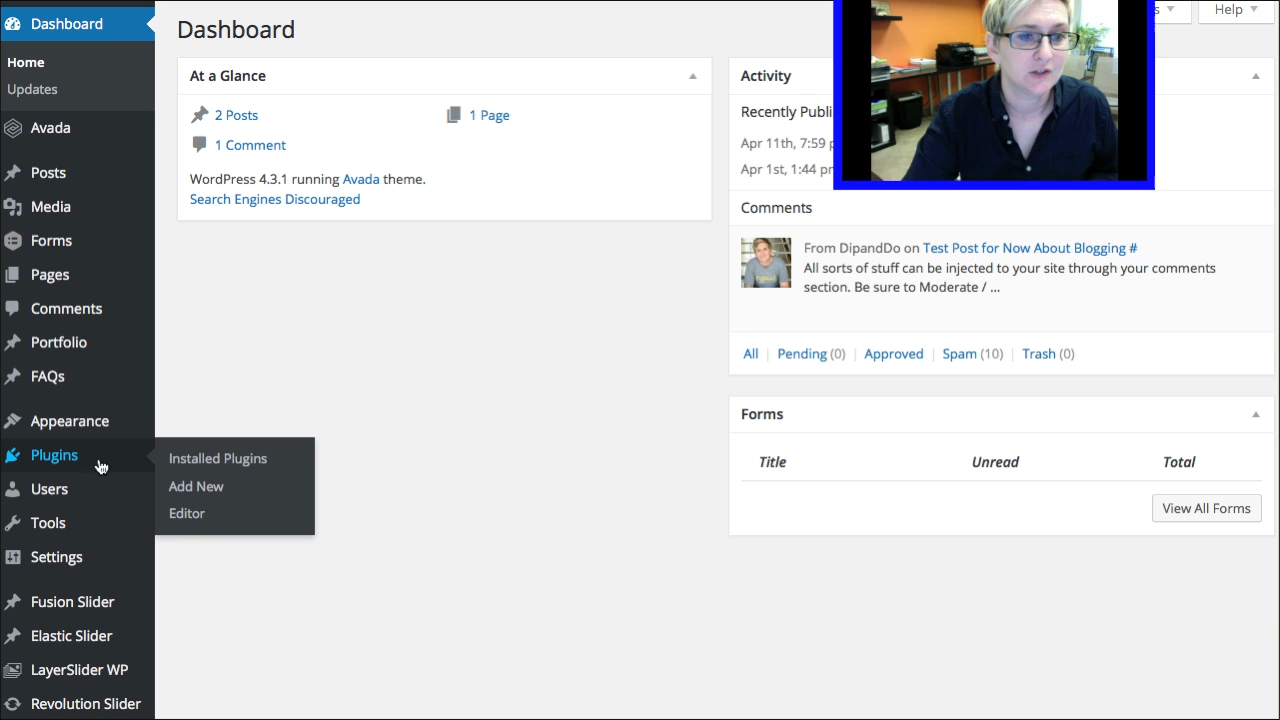 Dashboard
Home
Updates
Avada
Posts
Media
Forms
Pages
Comments
Portfolio
FAQs
Appearance
Plugins
Users
Tools
Settings
Fusion Slider
Elastic Slider
LayerSlider WP
Revolution Slider
Installed Plugins
Add New
Editor
Dashboard
Help
At a Glance
2 Posts
1 Page
1 Comment
WordPress 4.3.1 running Avada theme.
Search Engines Discouraged
Activity
Recently Publi
Apr 11th, 7:59 p
Apr 1st, 1:44 pm
Comments
From DipandDo on Test Post for Now About Blogging #
All sorts of stuff can be injected to your site through your comments
section. Be sure to Moderate / ...
All | Pending (0) | Approved | Spam (10) | Trash (0)
Forms
Title Unread Total
View All Forms